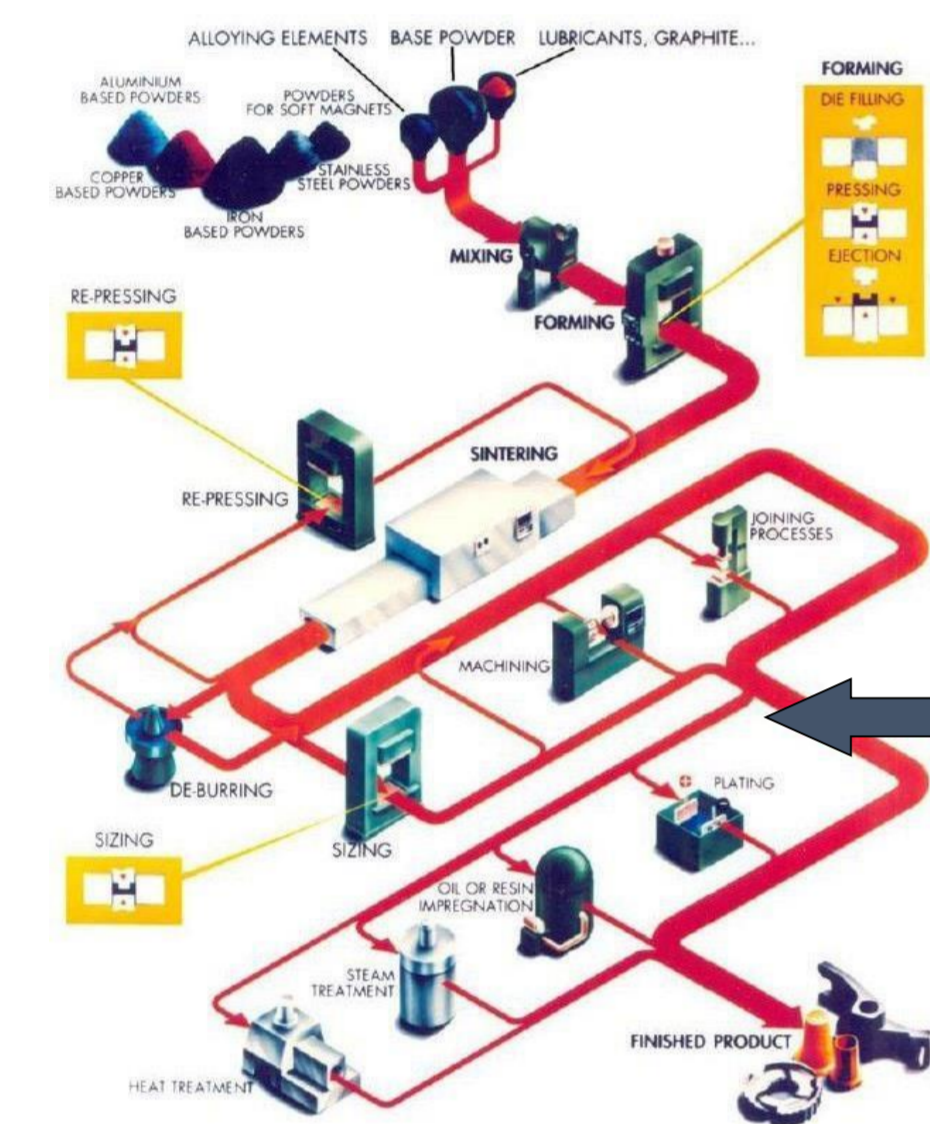 ALLOYING ELEMENTS
BASE POWDER
LUBRICANTS, GRAPHITE...
ALUMINIUM
BASED POWDERS
POWDERS
FOR SOFT MAGNETS
COPPER
BASED POWDERS
STAINLESS
STEEL POWDERS
IRON
BASED POWDERS
FORMING
DIE FILLING
PRESSING
EJECTION
MIXING
FORMING
RE-PRESSING
RE-PRESSING
SINTERING
JOINING
PROCESSES
MACHINING
DE-BURRING
SIZING
SIZING
PLATING
OIL OR RESIN
IMPREGNATION
STEAM
TREATMENT
HEAT TREATMENT
FINISHED PRODUCT